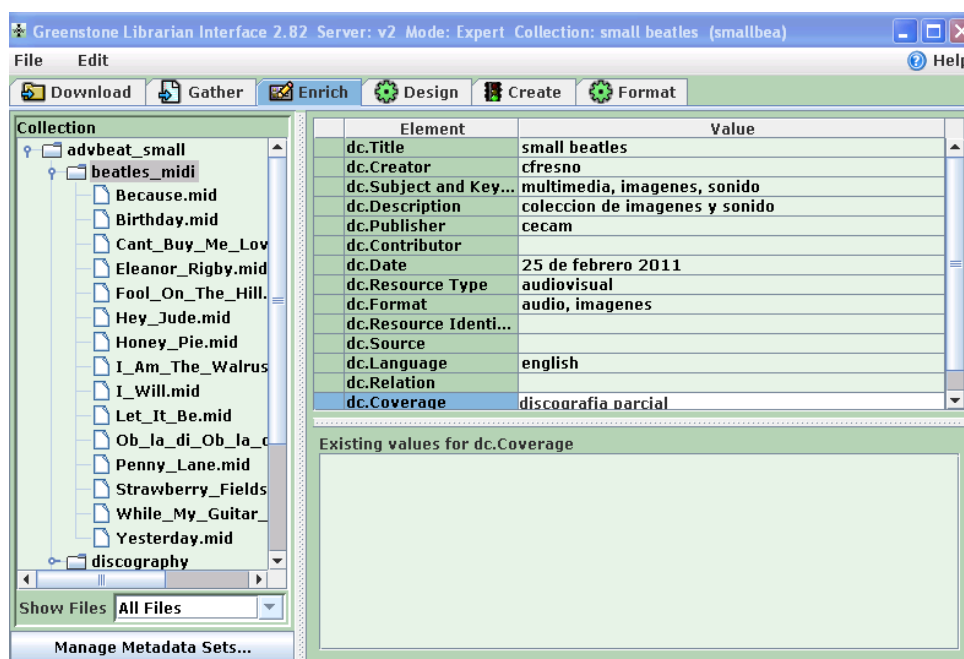 Greenstone Librarian Interface 2.82 Server: v2 Mode: Expert Collection: small beatles (smallbea)
File Edit Help
Download Gather Enrich Design Create Format
Collection
advbeat_small
beatles_midi
Because.mid
Birthday.mid
Cant_Buy_Me_Lov
Eleanor_Rigby.mid
Fool_On_The_Hill.
Hey_Jude.mid
Honey_Pie.mid
I_Am_The_Walrus
I_Will.mid
Let_It_Be.mid
Ob_la_di_Ob_la_d
Penny_Lane.mid
Strawberry_Fields
While_My_Guitar_
Yesterday.mid
discography
Show Files All Files
Manage Metadata Sets...
Element Value
dc.Title small beatles
dc.Creator cfresno
dc.Subject and Key... multimedia, imagenes, sonido
dc.Description coleccion de imagenes y sonido
dc.Publisher cecam
dc.Contributor
dc.Date 25 de febrero 2011
dc.Resource Type audiovisual
dc.Format audio, imagenes
dc.Resource Identi...
dc.Source
dc.Language english
dc.Relation
dc.Coverage discografia parcial
Existing values for dc.Coverage